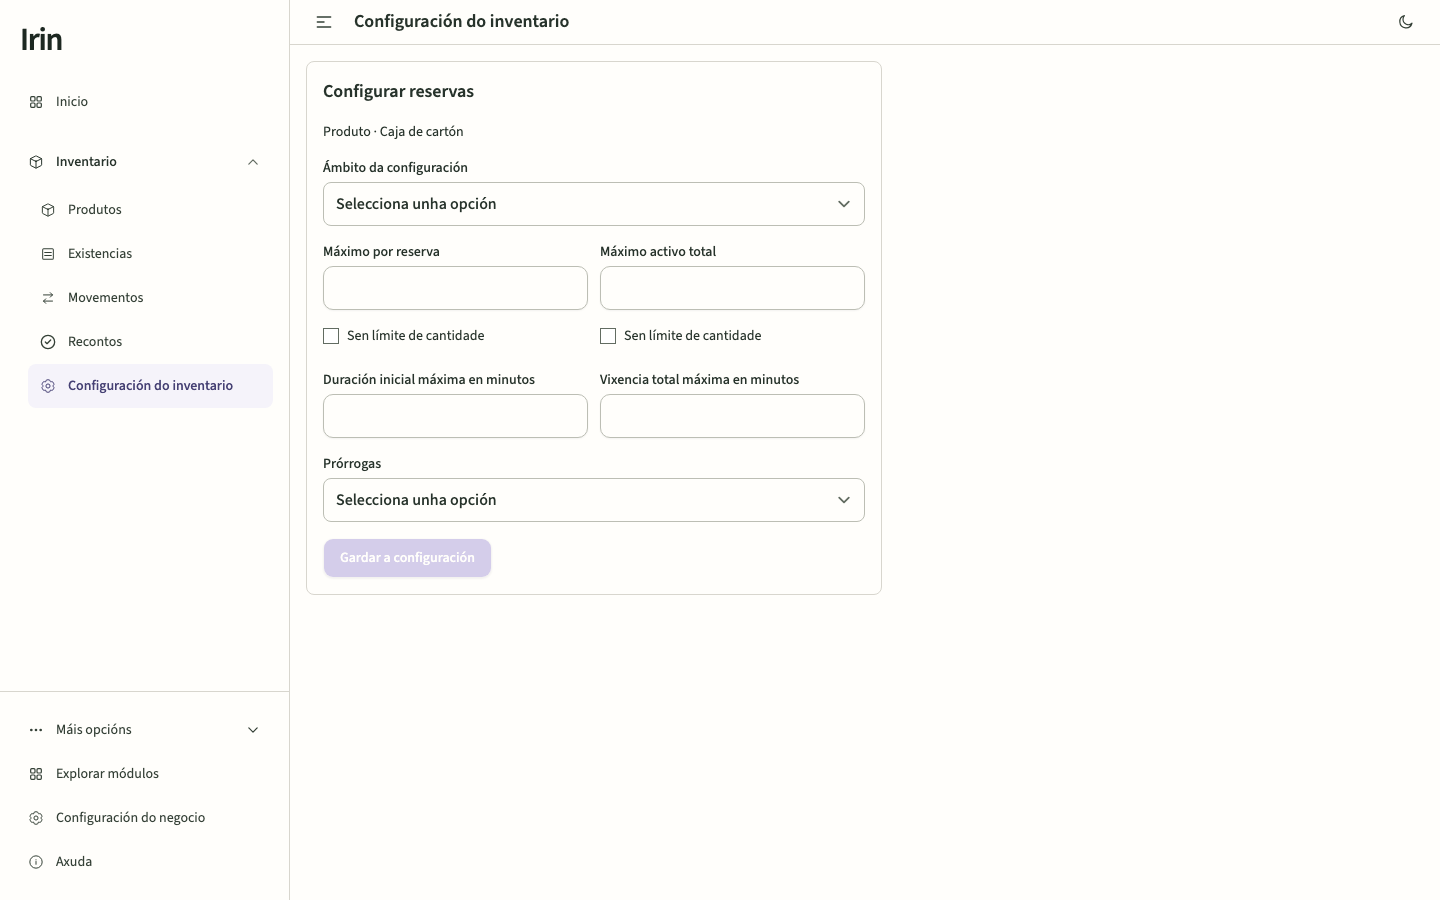 Irin
Inicio
Inventario
Produtos
Existencias
Movementos
Recontos
Configuración do inventario
Máis opcións
Explorar módulos
Configuración do negocio
Axuda
Configuración do inventario
Configurar reservas
Produto · Caja de cartón
Ámbito da configuración
Selecciona unha opción
Máximo por reserva
Máximo activo total
Sen límite de cantidade
Sen límite de cantidade
Duración inicial máxima en minutos
Vixencia total máxima en minutos
Prórrogas
Selecciona unha opción
Gardar a configuración